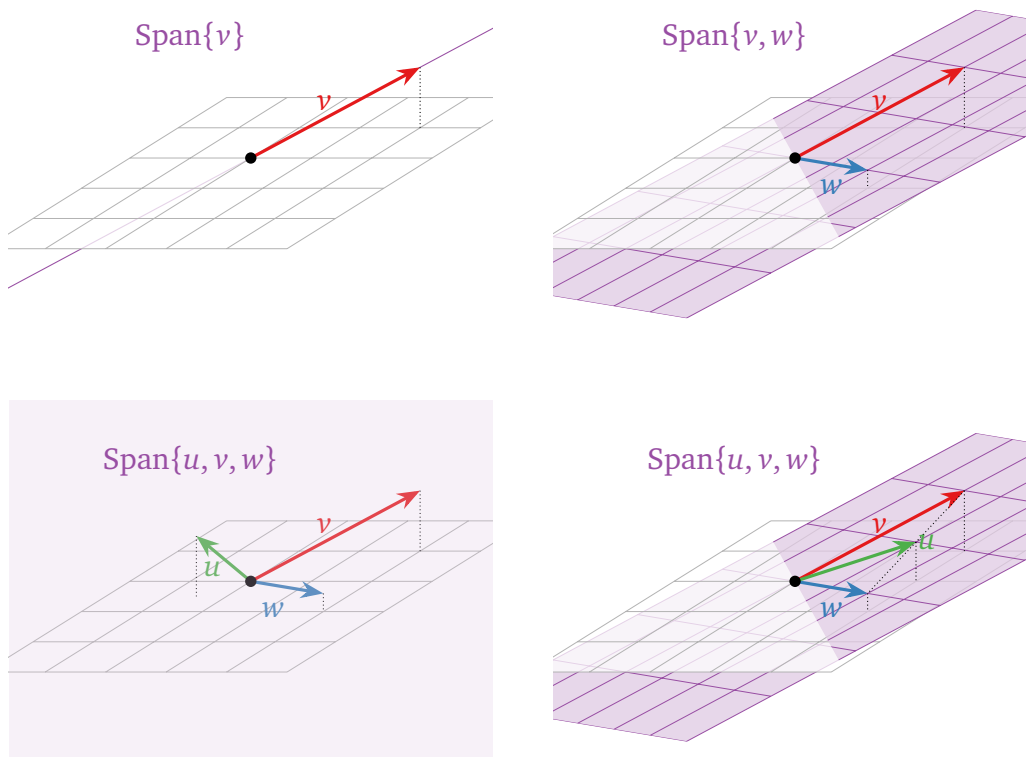 Span{v}
v
Span{v, w}
v
w
Span{u, v, w}
v
u
w
Span{u, v, w}
v
u
w